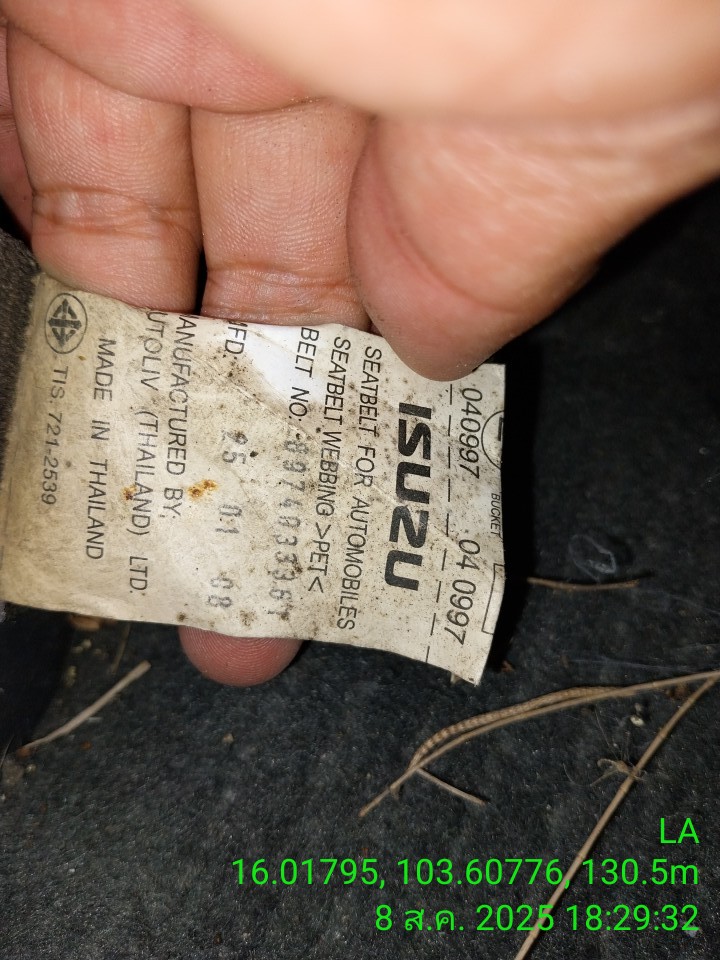 BUCKET
040997 04 0997
ISUZU
SEATBELT FOR AUTOMOBILES
SEATBELT WEBBING >PET<
BELT NO.
MFD. 25 01 08
MANUFACTURED BY,
AUTOLIV (THAILAND) LTD.
MADE IN THAILAND
TIS 721-2539
LA
16.01795, 103.60776, 130.5m
8 ส.ค. 2025 18:29:32